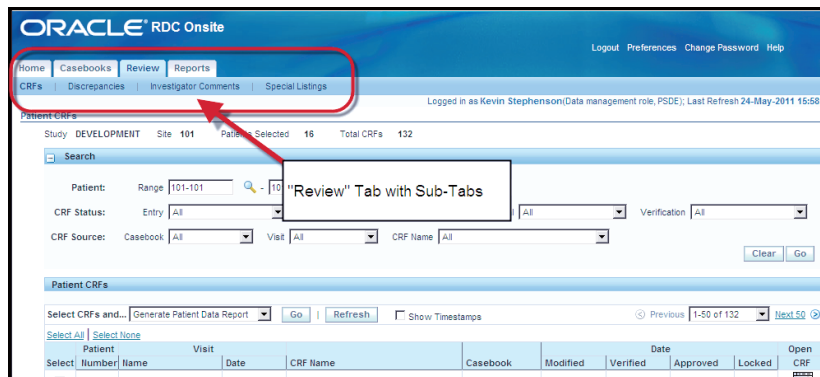 ORACLE® RDC Onsite
Logout Preferences Change Password Help
Home Casebooks Review Reports
CRFs | Discrepancies | Investigator Comments | Special Listings
Logged in as Kevin Stephenson(Data management role, PSDE); Last Refresh 24-May-2011 15:58
Patient CRFs
Study DEVELOPMENT Site 101 Patients Selected 16 Total CRFs 132
Search
Patient: Range 101-101 - 10
"Review" Tab with Sub-Tabs
CRF Status: Entry All All Verification All
CRF Source: Casebook All Visit All CRF Name All
Clear Go
Patient CRFs
Select CRFs and... Generate Patient Data Report Go | Refresh Show Timestamps Previous 1-50 of 132 Next 50
Select All | Select None
Patient Visit Date Open
Select Number Name Date CRF Name Casebook Modified Verified Approved Locked CRF